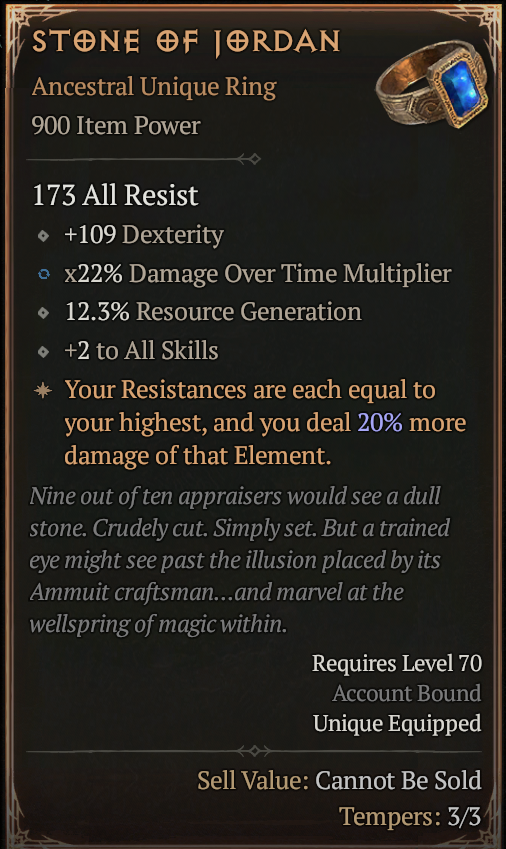 STONE OF JORDAN
Ancestral Unique Ring
900 Item Power
173 All Resist
+109 Dexterity
x22% Damage Over Time Multiplier
12.3% Resource Generation
+2 to All Skills
Your Resistances are each equal to
your highest, and you deal 20% more
damage of that Element.
Nine out of ten appraisers would see a dull
stone. Crudely cut. Simply set. But a trained
eye might see past the illusion placed by its
Ammuit craftsman...and marvel at the
wellspring of magic within.
Requires Level 70
Account Bound
Unique Equipped
Sell Value: Cannot Be Sold
Tempers: 3/3